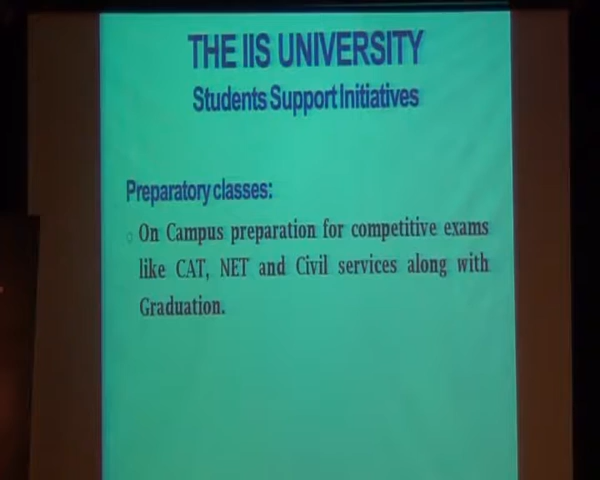 THE IIS UNIVERSITY
Students Support Initiatives
Preparatory classes:
On Campus preparation for competitive exams
like CAT, NET and Civil services along with
Graduation.